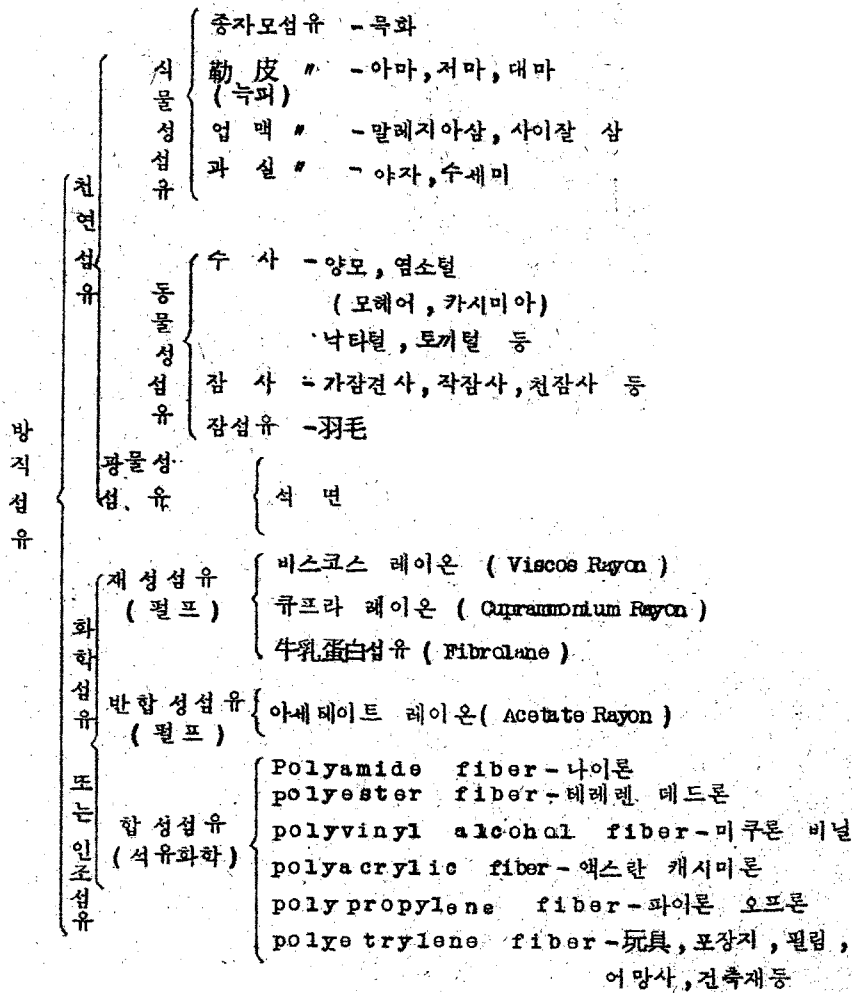 방직섬유
천연섬유
식물성섬유
종자모섬유 -목화
勒皮 〃 -아마,저마,대마
(늑피)
업맥 〃 -말레지아삼,사이잘 삼
과실 〃 -야자,수세미
동물성섬유
수 사 -양모,염소털
(모헤어,카시미아)
낙타털,토끼털 등
잠 사 -가잠견사,작잠사,천잠사 등
잠섬유 -羽毛
광물성
섬. 유
석 면
화학섬유 또는 인조섬유
재성섬유
(펄프)
비스코스 레이온 (Viscos Rayon)
큐프라 레이온 (Cuprammonium Rayon)
牛乳蛋白섬유 (Fibrolane)
반합성섬유
(펄프)
아세테이트 레이온(Acetate Rayon)
합성섬유
(석유화학)
Polyamide fiber-나이론
polyester fiber-테레렌 데드론
polyvinyl alcohol fiber-미쿠론 비닐
polyacrylic fiber-액스란 캐시미론
polypropylene fiber-파이론 오프론
polyetrylene fiber-玩具,포장지,필림,
어망사,건축재등